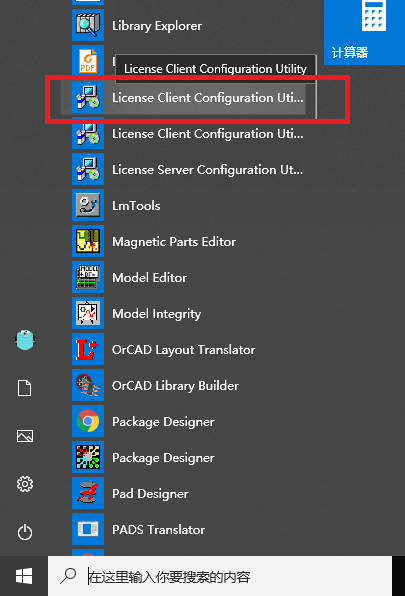 Library Explorer
计算器
PDF
License Client Configuration Utility
License Client Configuration Uti...
License Client Configuration Uti...
License Server Configuration Ut...
LmTools
Magnetic Parts Editor
Model Editor
Model Integrity
OrCAD Layout Translator
OrCAD Library Builder
Package Designer
Package Designer
Pad Designer
PADS Translator
在这里输入你要搜索的内容